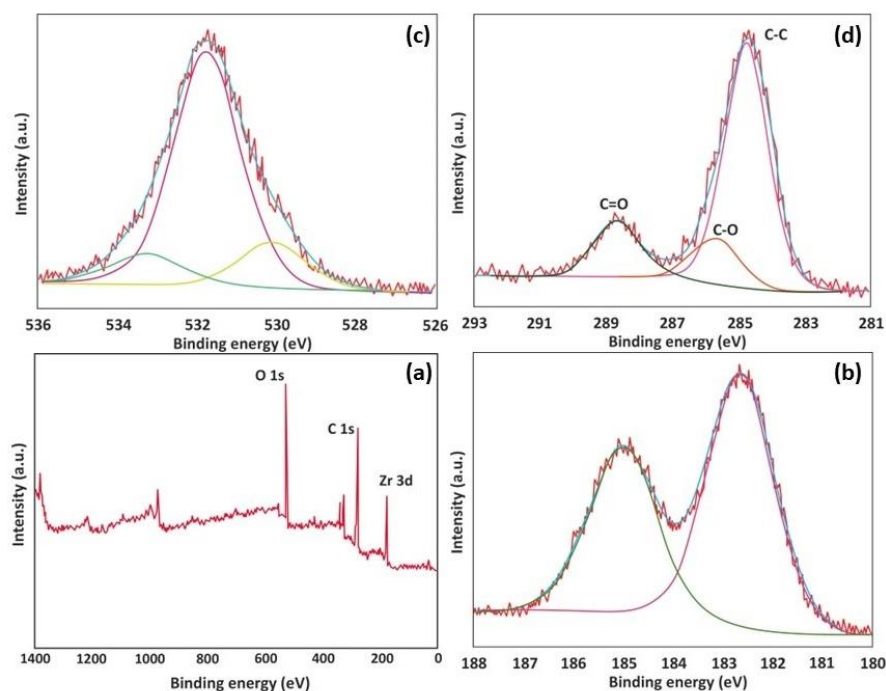 (c)
Intensity (a.u.)
536 534 532 530 528 526
Binding energy (eV)
(d)
C-C
C=O
C-O
Intensity (a.u.)
293 291 289 287 285 283 281
Binding energy (eV)
(a)
O 1s
C 1s
Zr 3d
Intensity (a.u.)
1400 1200 1000 800 600 400 200 0
Binding energy (eV)
(b)
Intensity (a.u.)
188 187 186 185 184 183 182 181 180
Binding energy (eV)